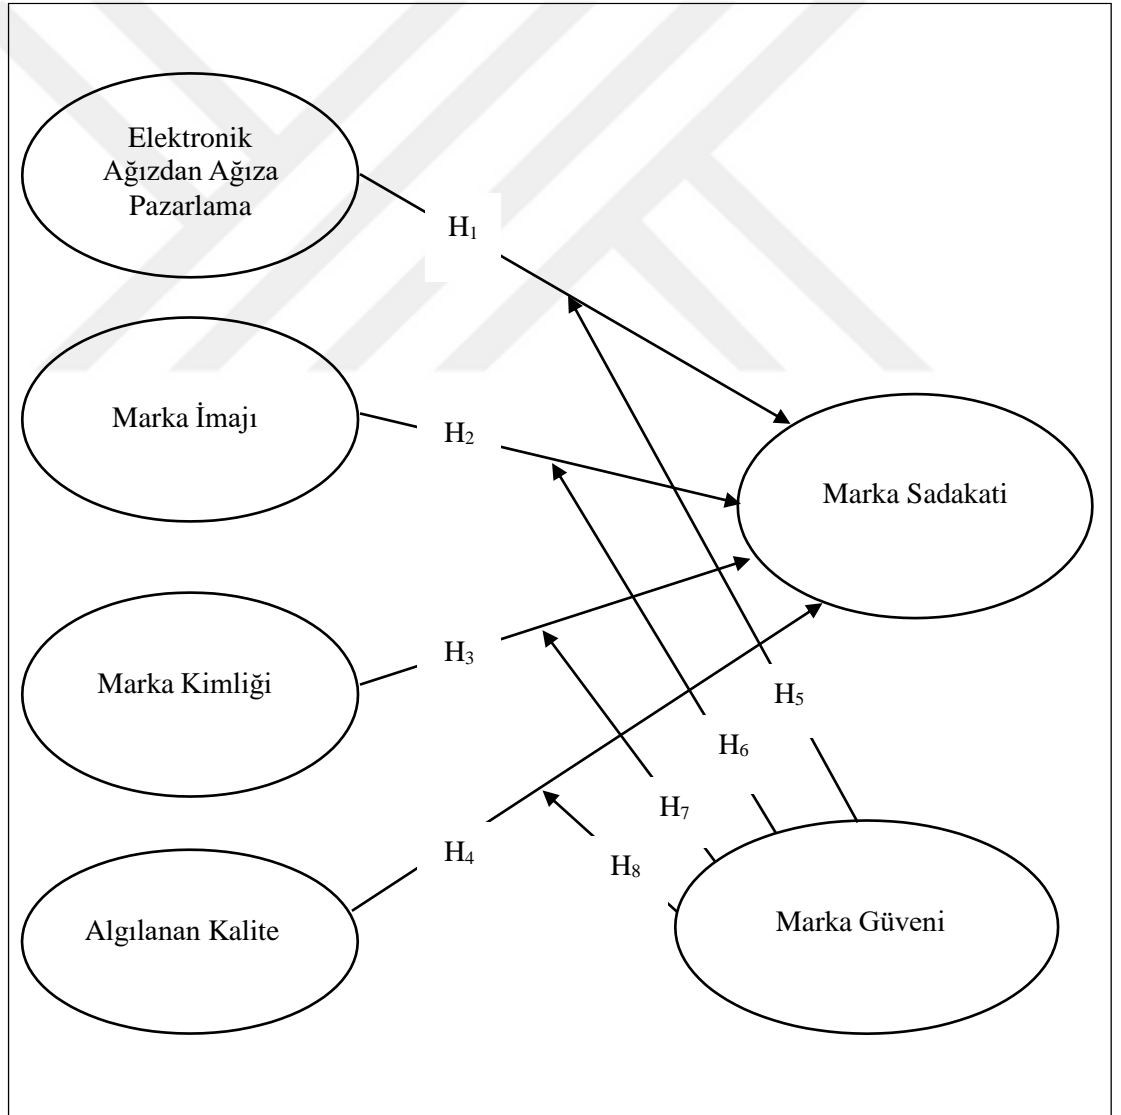 Elektronik
Ağızdan Ağıza
Pazarlama
H₁
Marka İmajı
H₂
Marka Sadakati
Marka Kimliği
H₃
H₅
H₆
H₇
Algılanan Kalite
H₄
H₈
Marka Güveni